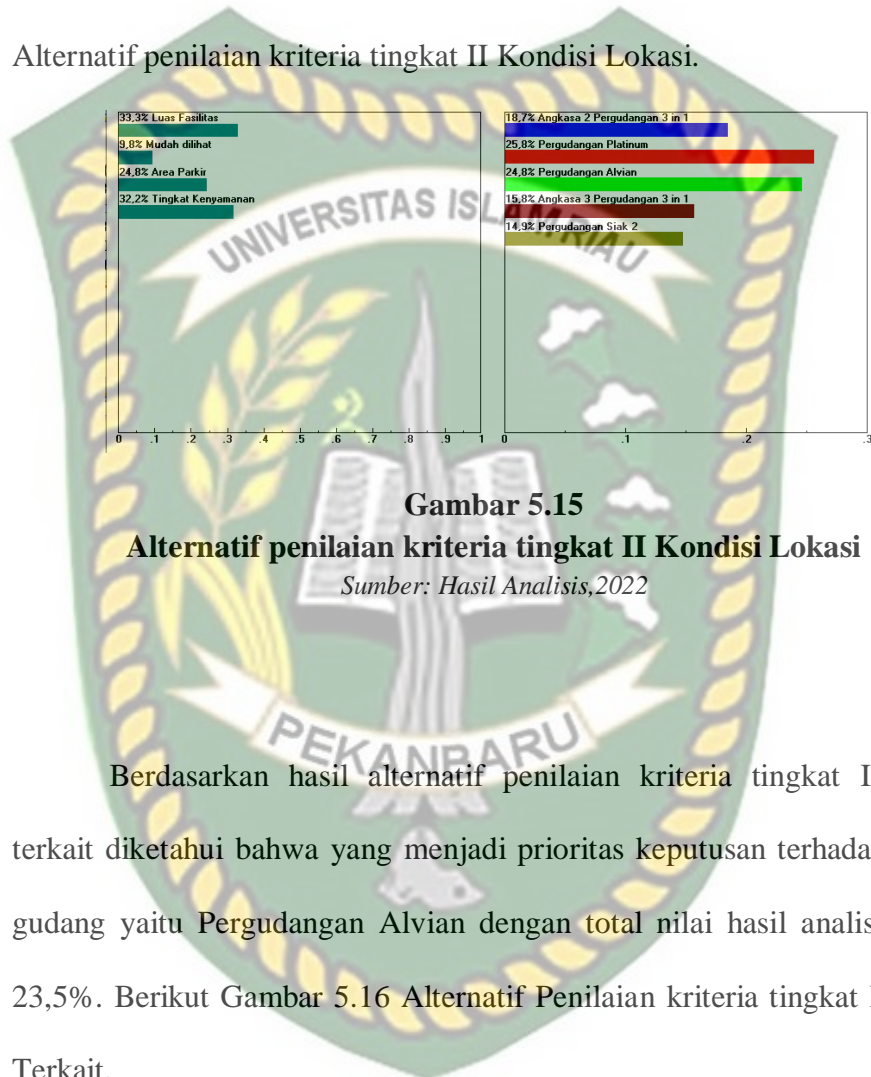 Alternatif penilaian kriteria tingkat II Kondisi Lokasi.
33,3% Luas Fasilitas
9,8% Mudah dilihat
24,8% Area Parkir
32,2% Tingkat Kenyamanan
0 .1 .2 .3 .4 .5 .6 .7 .8 .9 1
18,7% Angkasa 2 Pergudangan 3 in 1
25,8% Pergudangan Platinum
24,8% Pergudangan Alvian
15,8% Angkasa 3 Pergudangan 3 in 1
14,9% Pergudangan Siak 2
0 .1 .2 .3
UNIVERSITAS ISLAM RIAU
Gambar 5.15
Alternatif penilaian kriteria tingkat II Kondisi Lokasi
Sumber: Hasil Analisis,2022
PEKANBARU
Berdasarkan hasil alternatif penilaian kriteria tingkat I
terkait diketahui bahwa yang menjadi prioritas keputusan terhada
gudang yaitu Pergudangan Alvian dengan total nilai hasil analis
23,5%. Berikut Gambar 5.16 Alternatif Penilaian kriteria tingkat
Terkait.